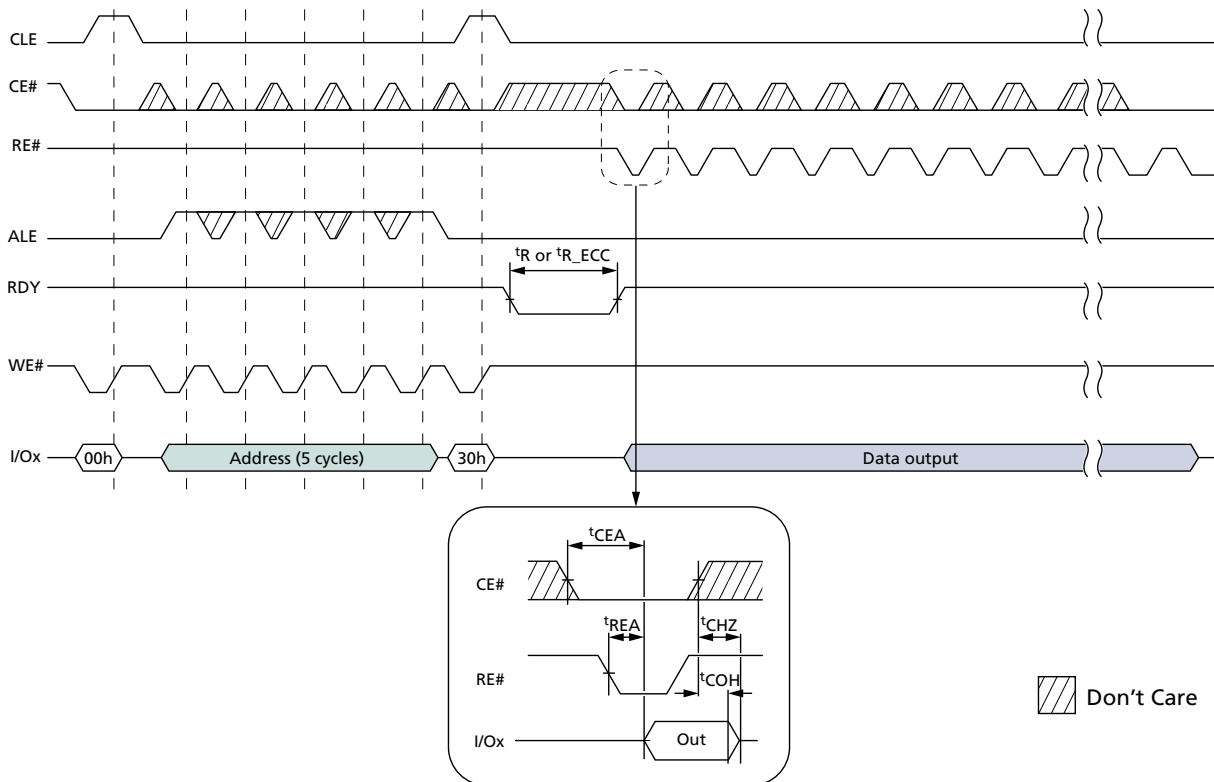 CLE
CE#
RE#
ALE
tR or tR_ECC
RDY
WE#
I/Ox
00h
Address (5 cycles)
30h
Data output
tCEA
CE#
tREA
tCHZ
RE#
tCOH
I/Ox
Out
Don't Care